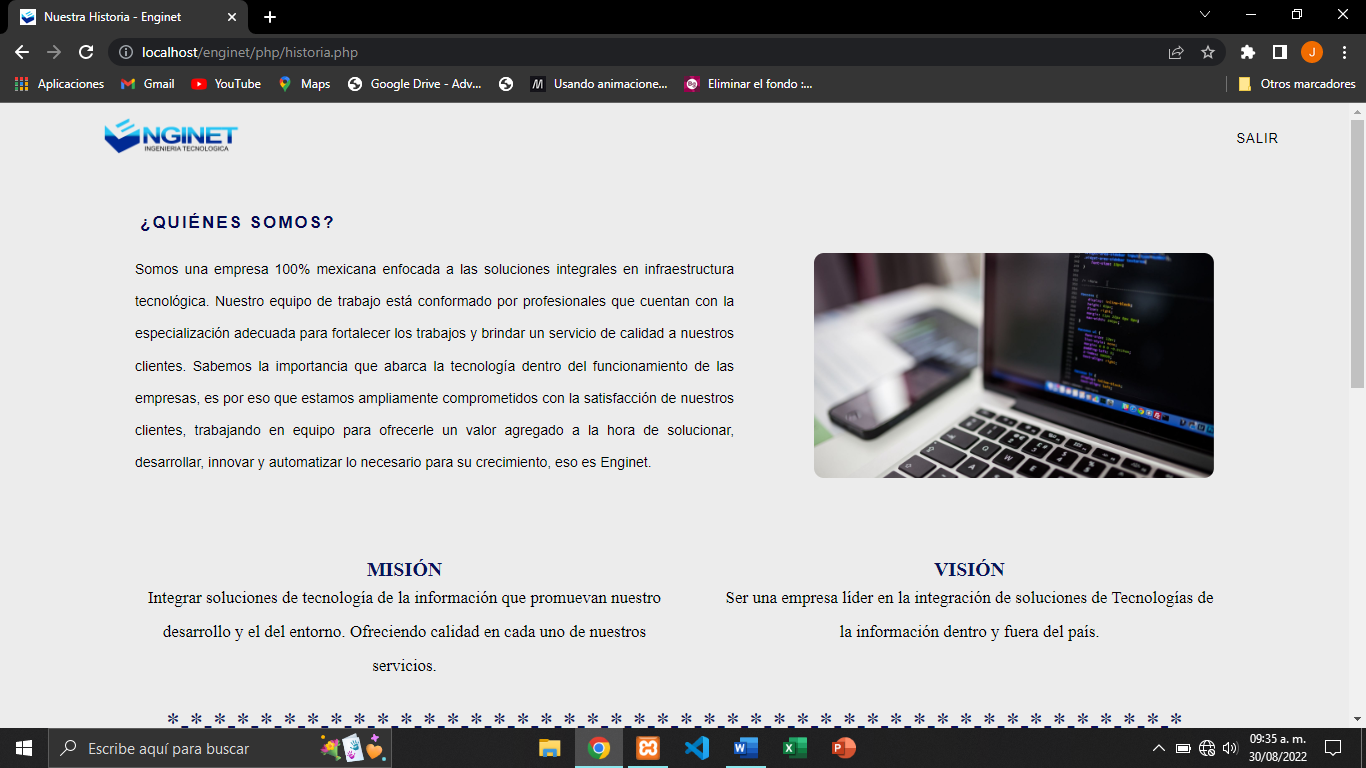 Nuestra Historia - Enginet
localhost/enginet/php/historia.php
J
Aplicaciones
Gmail
YouTube
Maps
Google Drive - Adv...
Usando animacione...
Eliminar el fondo :...
Otros marcadores
NGINET
INGENIERIA TECNOLOGICA
SALIR
¿QUIÉNES SOMOS?
Somos una empresa 100% mexicana enfocada a las soluciones integrales en infraestructura
tecnológica. Nuestro equipo de trabajo está conformado por profesionales que cuentan con la
especialización adecuada para fortalecer los trabajos y brindar un servicio de calidad a nuestros
clientes. Sabemos la importancia que abarca la tecnología dentro del funcionamiento de las
empresas, es por eso que estamos ampliamente comprometidos con la satisfacción de nuestros
clientes, trabajando en equipo para ofrecerle un valor agregado a la hora de solucionar,
desarrollar, innovar y automatizar lo necesario para su crecimiento, eso es Enginet.
MISIÓN
Integrar soluciones de tecnología de la información que promuevan nuestro
desarrollo y el del entorno. Ofreciendo calidad en cada uno de nuestros
servicios.
VISIÓN
Ser una empresa líder en la integración de soluciones de Tecnologías de
la información dentro y fuera del país.
*_*_*_*_*_*_*_*_*_*_*_*_*_*_*_*_*_*_*_*_*_*_*_*_*_*_*_*_*_*_*_*_*_*_*_*_*_*_*_*_*_*_*_*
Escribe aquí para buscar
09:35 a. m.
30/08/2022